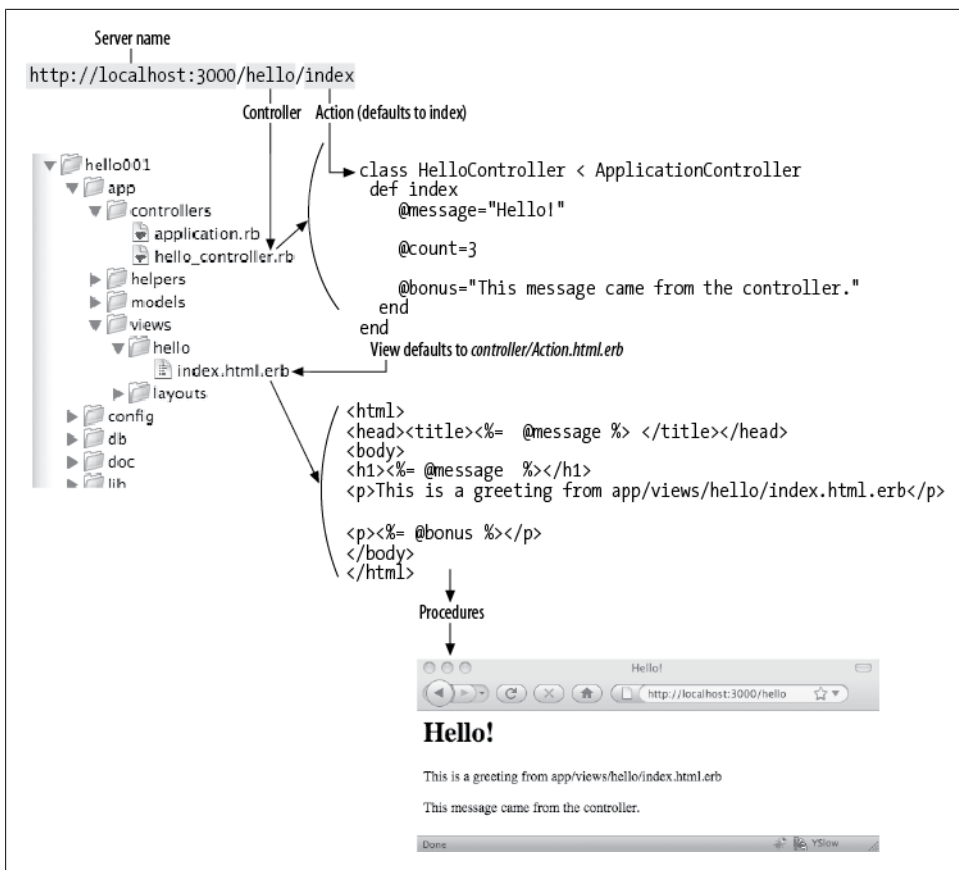 Server name
http://localhost:3000/hello/index
Controller Action (defaults to index)
hello001
app
controllers
application.rb
hello_controller.rb
helpers
models
views
hello
index.html.erb
layouts
config
db
doc
lib
class HelloController < ApplicationController
def index
@message="Hello!"
@count=3
@bonus="This message came from the controller."
end
end
View defaults to controller/Action.html.erb
<html>
<head><title><%= @message %> </title></head>
<body>
<h1><%= @message %></h1>
<p>This is a greeting from app/views/hello/index.html.erb</p>
<p><%= @bonus %></p>
</body>
</html>
Procedures
Hello!
http://localhost:3000/hello
Hello!
This is a greeting from app/views/hello/index.html.erb
This message came from the controller.
Done YSlow